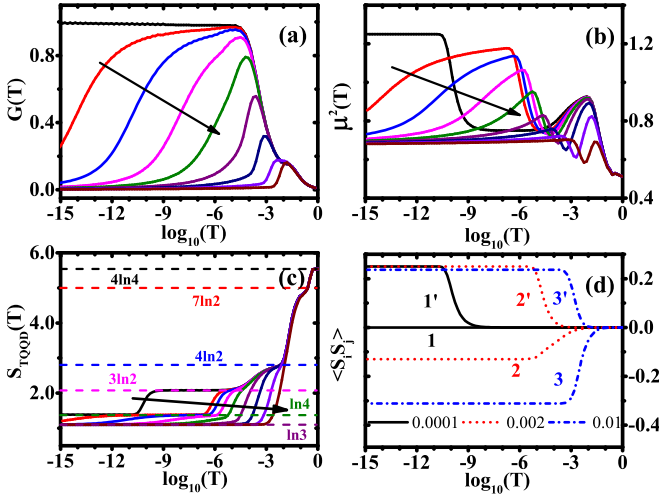 (a)
G(T)
0.8
0.4
0.0
-15 -12 -9 -6 -3 0
log10(T)
(b)
μ²(T)
1.2
0.8
0.4
-15 -12 -9 -6 -3 0
log10(T)
(c)
S_TQQD(T)
6.0
4.0
2.0
4ln4
7ln2
4ln2
3ln2
ln4
ln3
-15 -12 -9 -6 -3 0
log10(T)
(d)
<S_iS_j>
0.2
0.0
-0.2
-0.4
1'
2'
3'
1
2
3
0.0001 0.002 0.01
-15 -12 -9 -6 -3 0
log10(T)